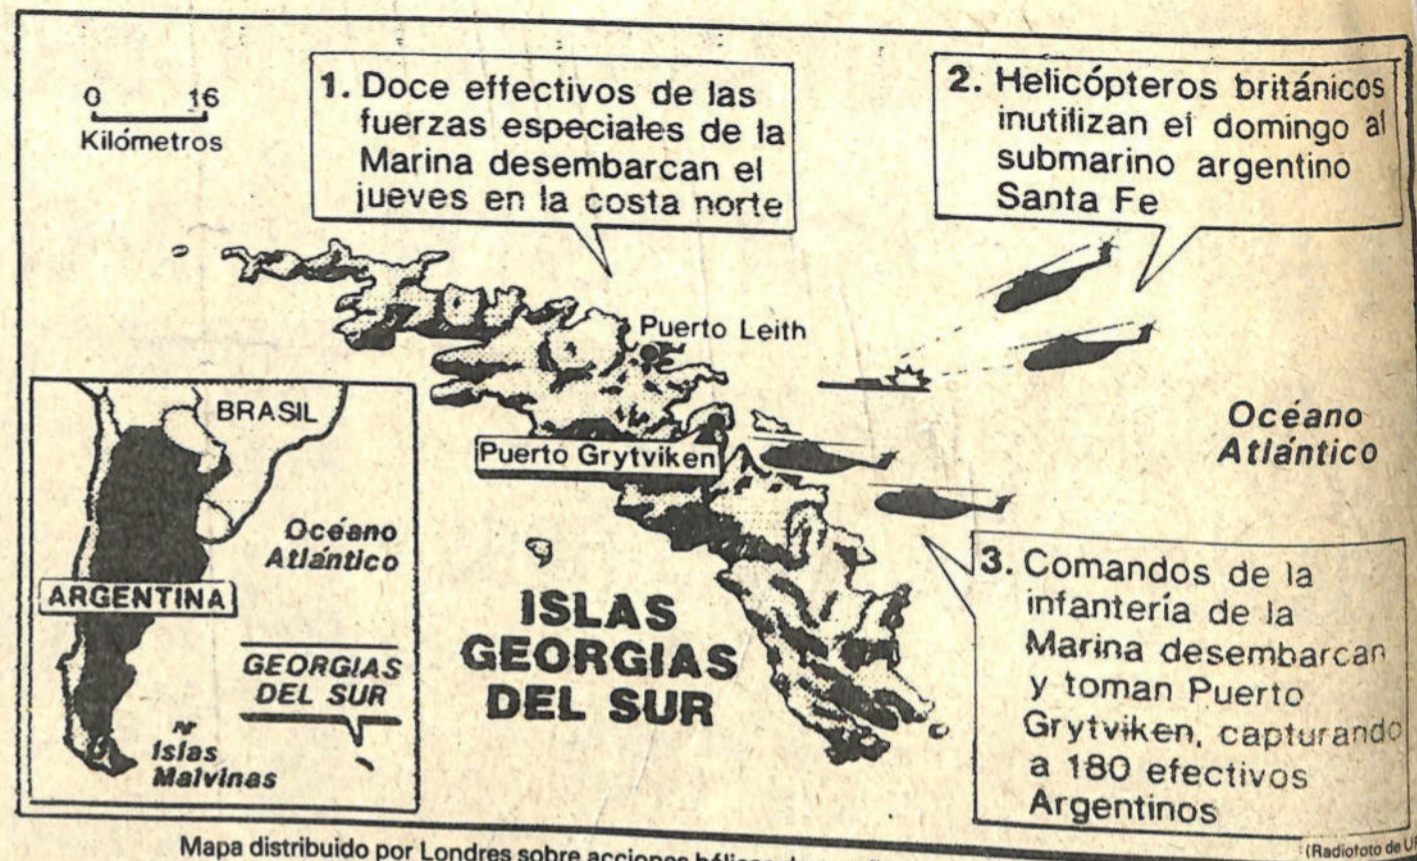 0 16
Kilómetros
1. Doce effectivos de las
fuerzas especiales de la
Marina desembarcan el
jueves en la costa norte
2. Helicópteros británicos
inutilizan el domingo al
submarino argentino
Santa Fe
Puerto Leith
Océano
Atlántico
Puerto Grytviken
BRASIL
Océano
Atlántico
ARGENTINA
GEORGIAS
DEL SUR
Islas
Malvinas
ISLAS
GEORGIAS
DEL SUR
3. Comandos de la
infantería de la
Marina desembarcan
y toman Puerto
Grytviken, capturando
a 180 efectivos
Argentinos
Mapa distribuido por Londres sobre acciones
(Radiofoto de